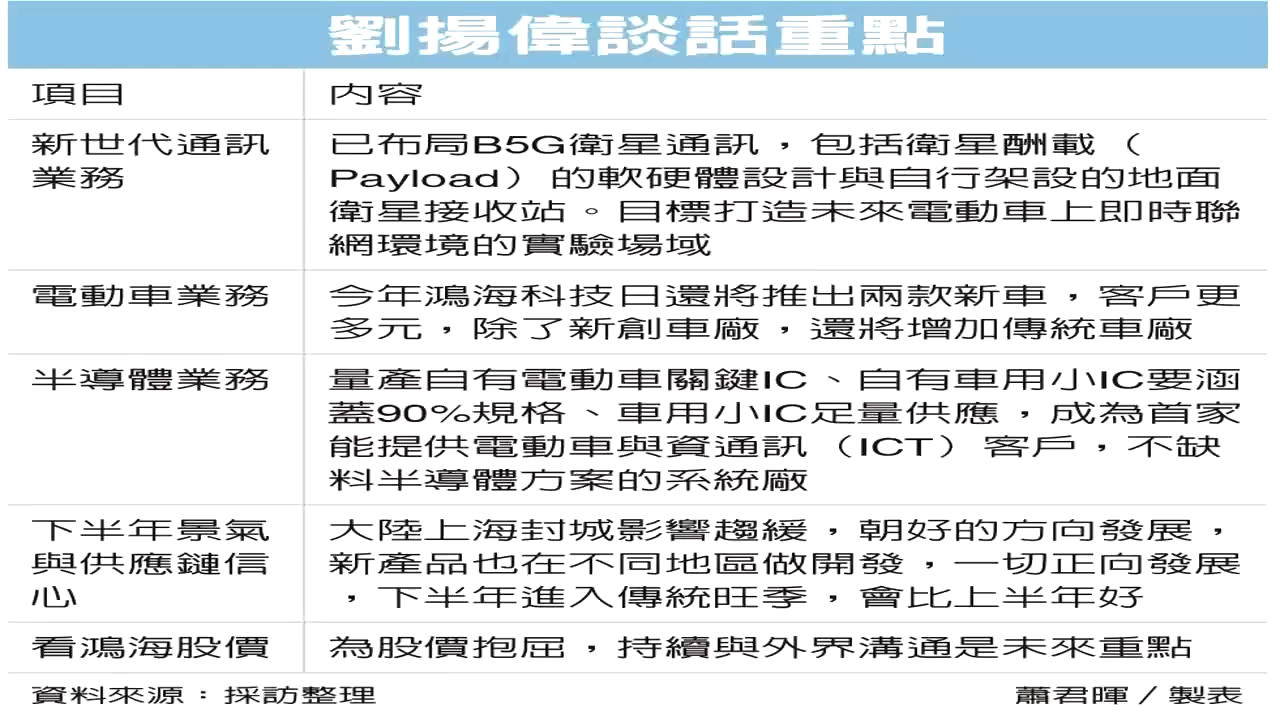 劉揚偉談話重點
項目
內容
新世代通訊
業務
已布局B5G衛星通訊，包括衛星酬載（
Payload）的軟硬體設計與自行架設的地面
衛星接收站。目標打造未來電動車上即時聯
網環境的實驗場域
電動車業務
今年鴻海科技日還將推出兩款新車，客戶更
多元，除了新創車廠，還將增加傳統車廠
半導體業務
量產自有電動車關鍵IC、自有車用小IC要涵
蓋90%規格、車用小IC足量供應，成為首家
能提供電動車與資通訊（ICT）客戶，不缺
料半導體方案的系統廠
下半年景氣
與供應鏈信
心
大陸上海封城影響趨緩，朝好的方向發展，
新產品也在不同地區做開發，一切正向發展
，下半年進入傳統旺季，會比上半年好
看鴻海股價
為股價抱屈，持續與外界溝通是未來重點
資料來源：採訪整理
蕭君暉／製表